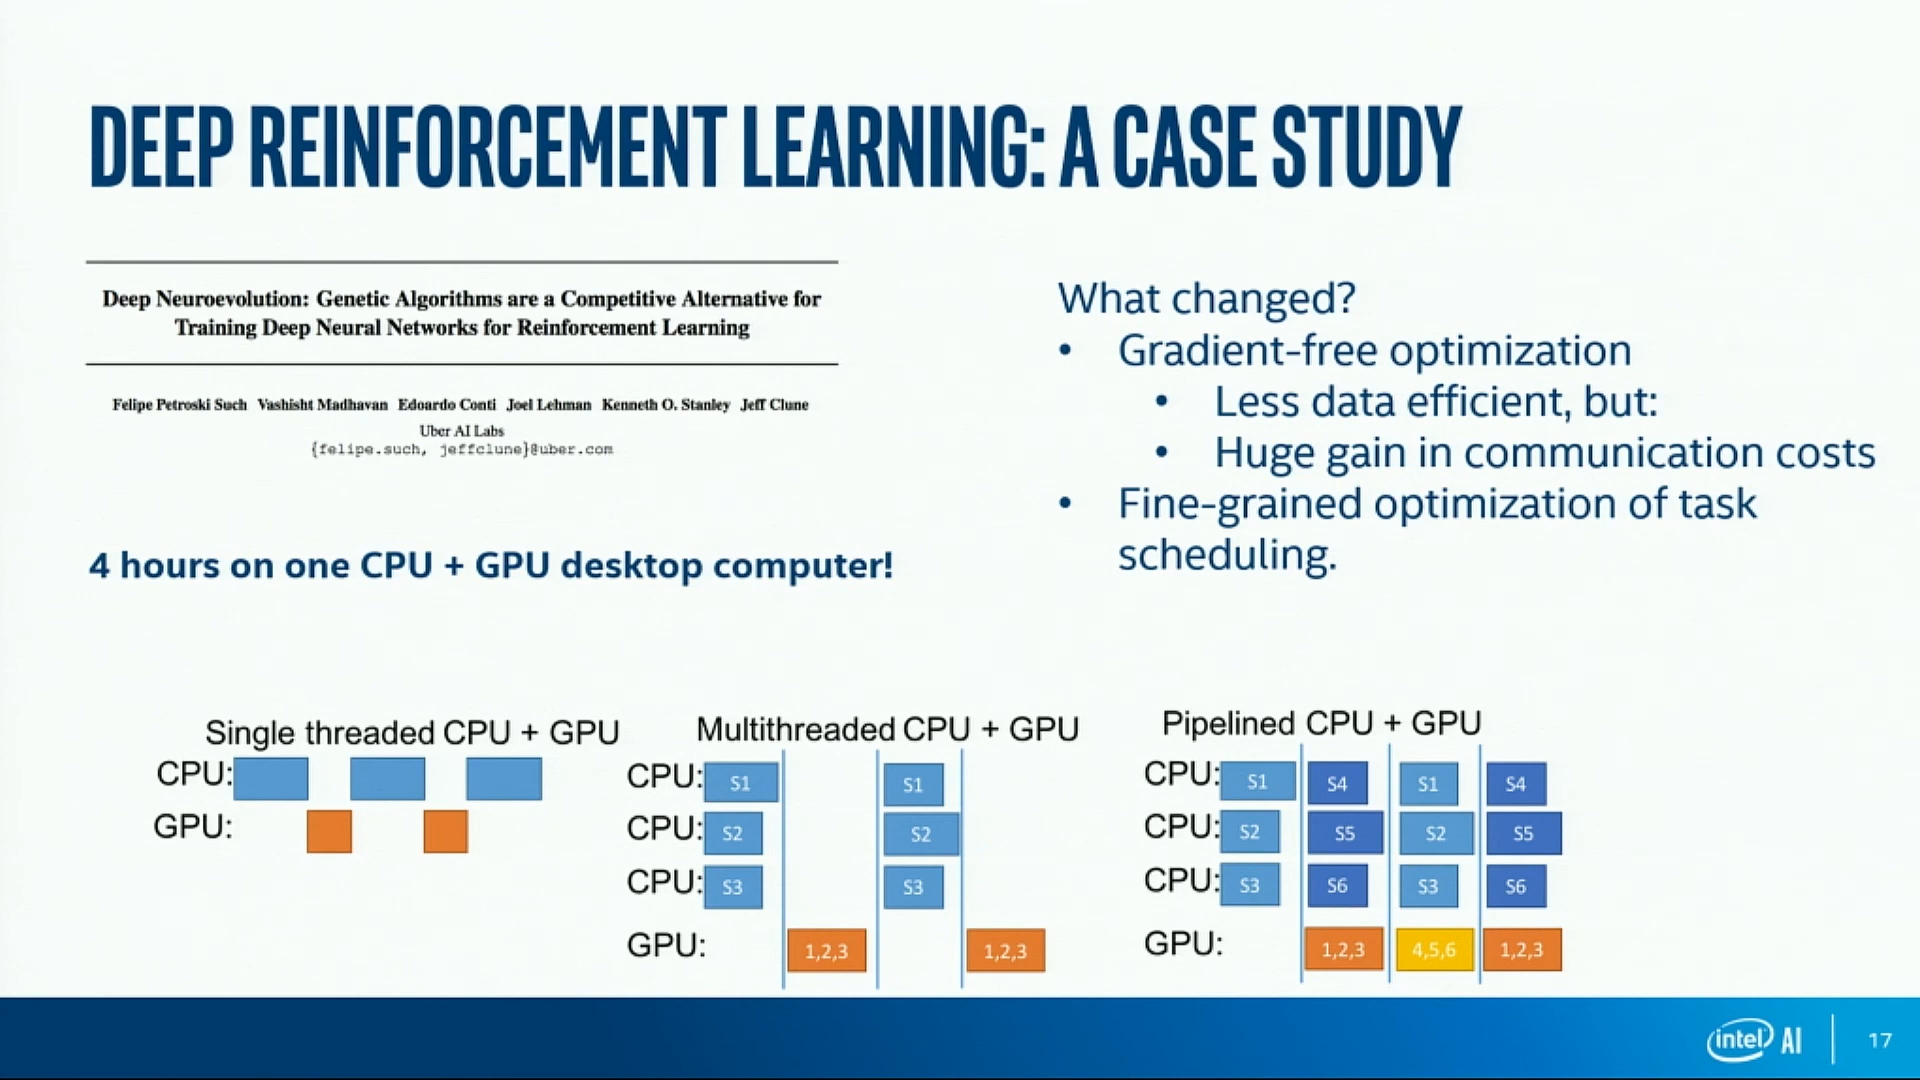 DEEP REINFORCEMENT LEARNING: A CASE STUDY
Deep Neuroevolution: Genetic Algorithms are a Competitive Alternative for
Training Deep Neural Networks for Reinforcement Learning
Felipe Petroski Such Vashisht Madhavan Edoardo Conti Joel Lehman Kenneth O. Stanley Jeff Clune
Uber AI Labs
{felipe.such, jeffclune}@uber.com
4 hours on one CPU + GPU desktop computer!
What changed?
• Gradient-free optimization
• Less data efficient, but:
• Huge gain in communication costs
• Fine-grained optimization of task
scheduling.
Single threaded CPU + GPU
CPU:
GPU:
Multithreaded CPU + GPU
CPU: S1 S1
CPU: S2 S2
CPU: S3 S3
GPU: 1,2,3 1,2,3
Pipelined CPU + GPU
CPU: S1 S4 S1 S4
CPU: S2 S5 S2 S5
CPU: S3 S6 S3 S6
GPU: 1,2,3 4,5,6 1,2,3
intel AI 17